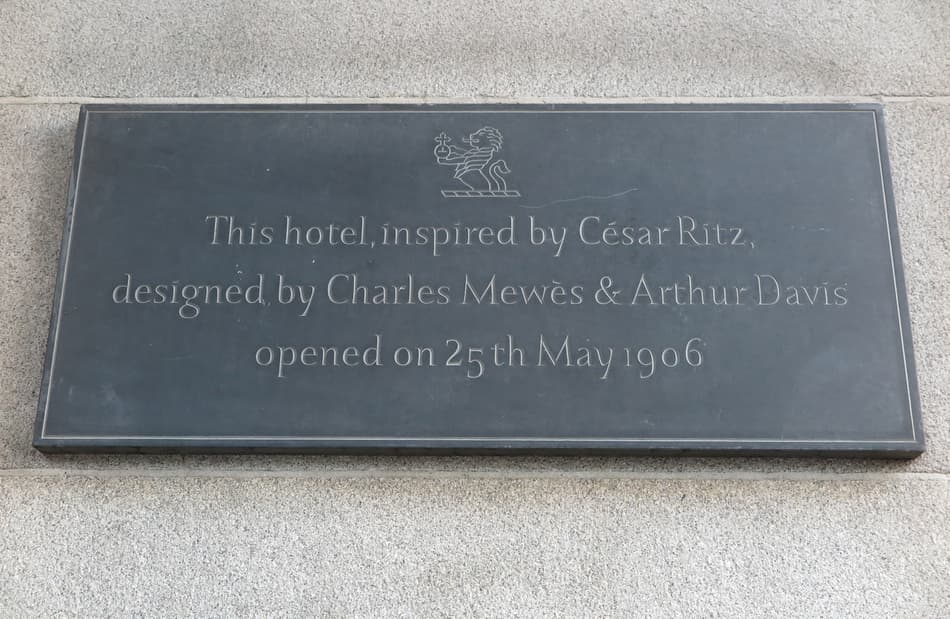 This hotel, inspired by César Ritz,
designed by Charles Mewès & Arthur Davis
opened on 25th May 1906